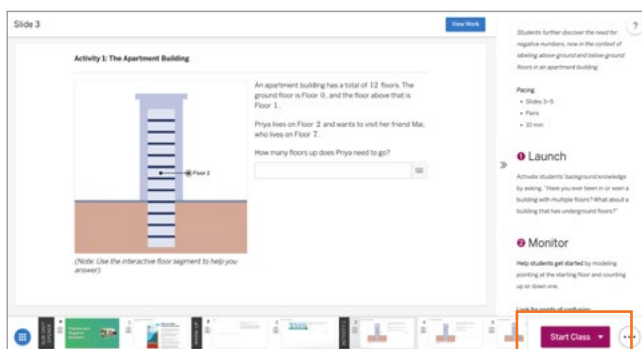 Slide 3
View Work
?
Activity 1: The Apartment Building
An apartment building has a total of 12 floors. The
ground floor is Floor 0, and the floor above that is
Floor 1.
Priya lives on Floor 2 and wants to visit her friend Mai,
who lives on Floor 7.
How many floors up does Priya need to go?
Floor 2
(Note: Use the interactive floor segment to help you
answer).
Students further discover the need for
negative numbers, now in the context of
labeling above-ground and below-ground
floors in an apartment building.
Pacing
• Slides 3–5
• Pairs
• 10 min
1 Launch
Activate students' background knowledge
by asking, "Have you ever been in or seen a
building with multiple floors? What about a
building that has underground floors?"
2 Monitor
Help students get started by modeling
pointing at the starting floor and counting
up or down one.
Look for points of confusion:
Start Class